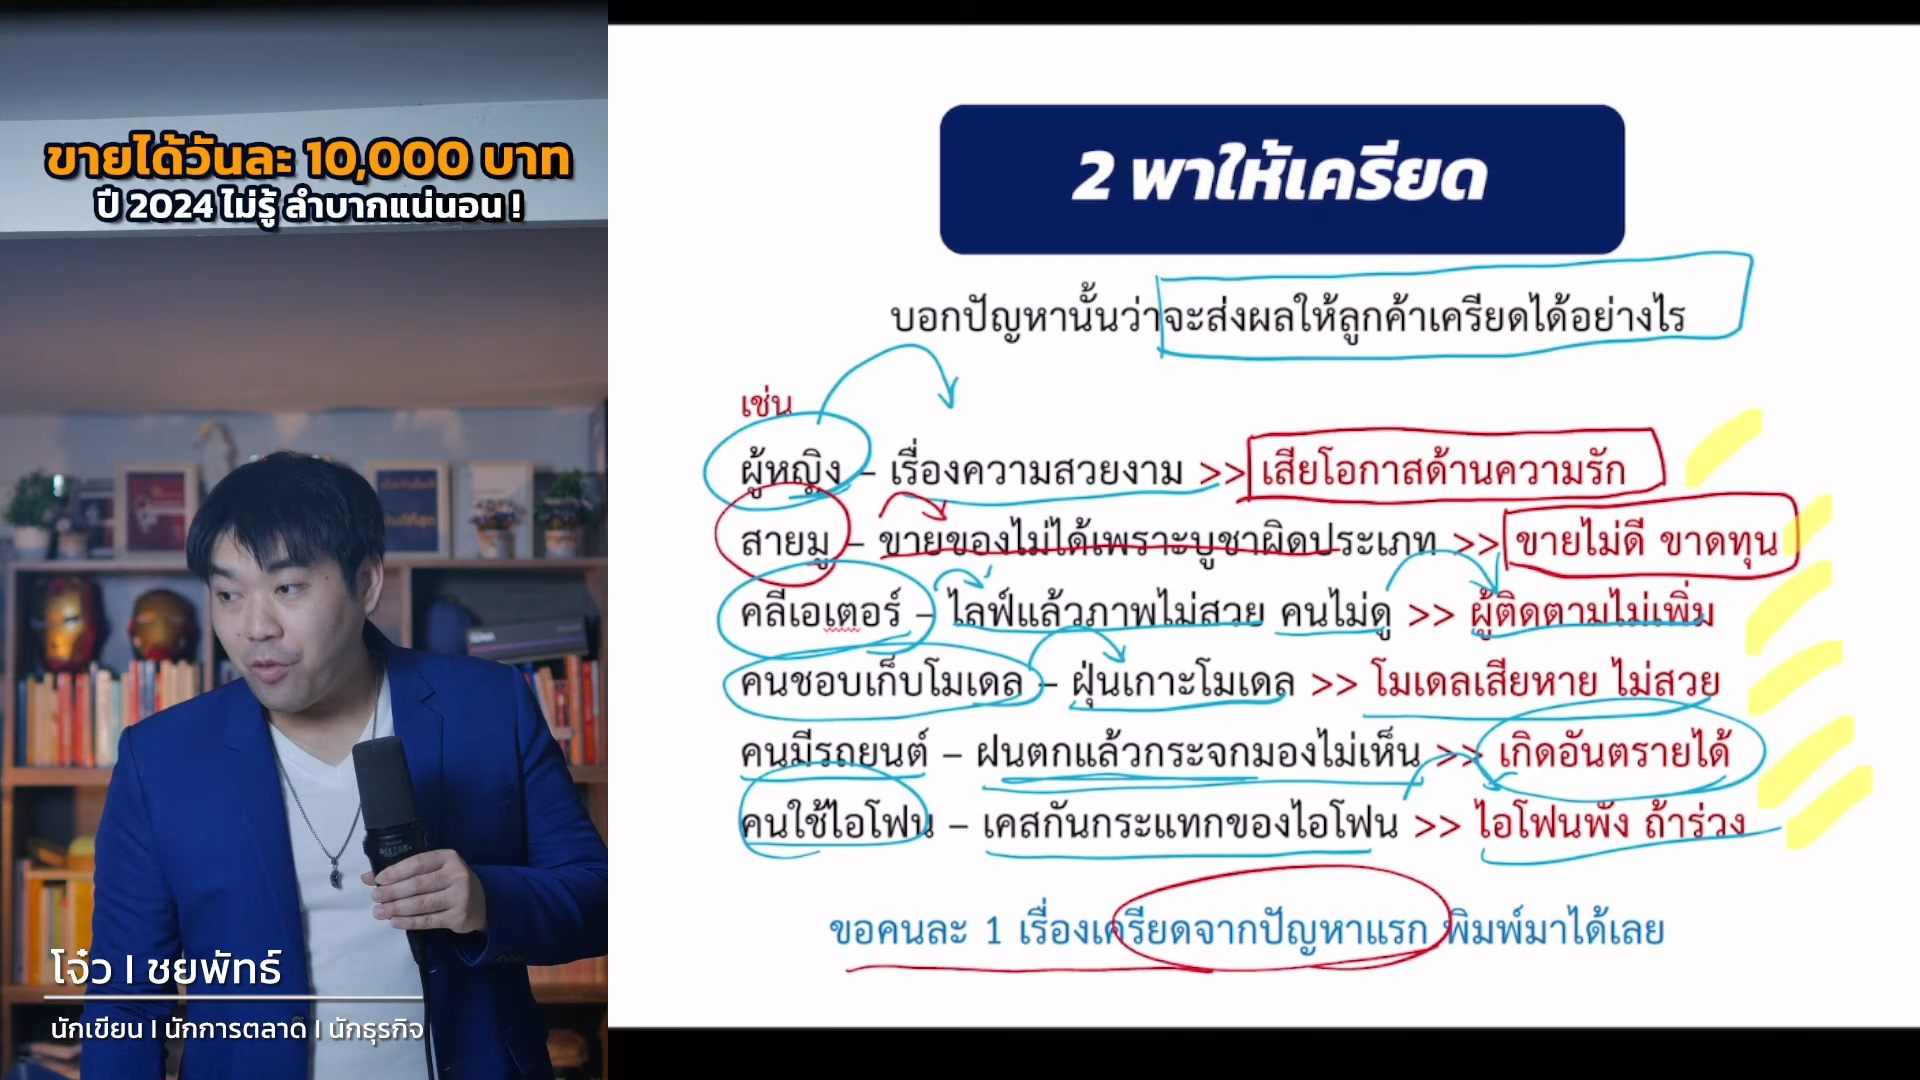 ขายได้วันละ 10,000 บาท
ปี 2024 ไม่รู้ ลำบากแน่นอน !
โจ๋ว I ชยพัทธ์
นักเขียน I นักการตลาด I นักธุรกิจ
2 พาให้เครียด
บอกปัญหานั้นว่าจะส่งผลให้ลูกค้าเครียดได้อย่างไร
เช่น
ผู้หญิง – เรื่องความสวยงาม >> เสียโอกาสด้านความรัก
สายมู – ขายของไม่ได้เพราะบูชาผิดประเภท >> ขายไม่ดี ขาดทุน
คลีเอเตอร์ – ไลฟ์แล้วภาพไม่สวย คนไม่ดู >> ผู้ติดตามไม่เพิ่ม
คนชอบเก็บโมเดล – ฝุ่นเกาะโมเดล >> โมเดลเสียหาย ไม่สวย
คนมีรถยนต์ – ฝนตกแล้วกระจกมองไม่เห็น >> เกิดอันตรายได้
คนใช้ไอโฟน – เคสกันกระแทกของไอโฟน >> ไอโฟนพัง ถ้าร่วง
ขอคนละ 1 เรื่องเครียดจากปัญหาแรก พิมพ์มาได้เลย